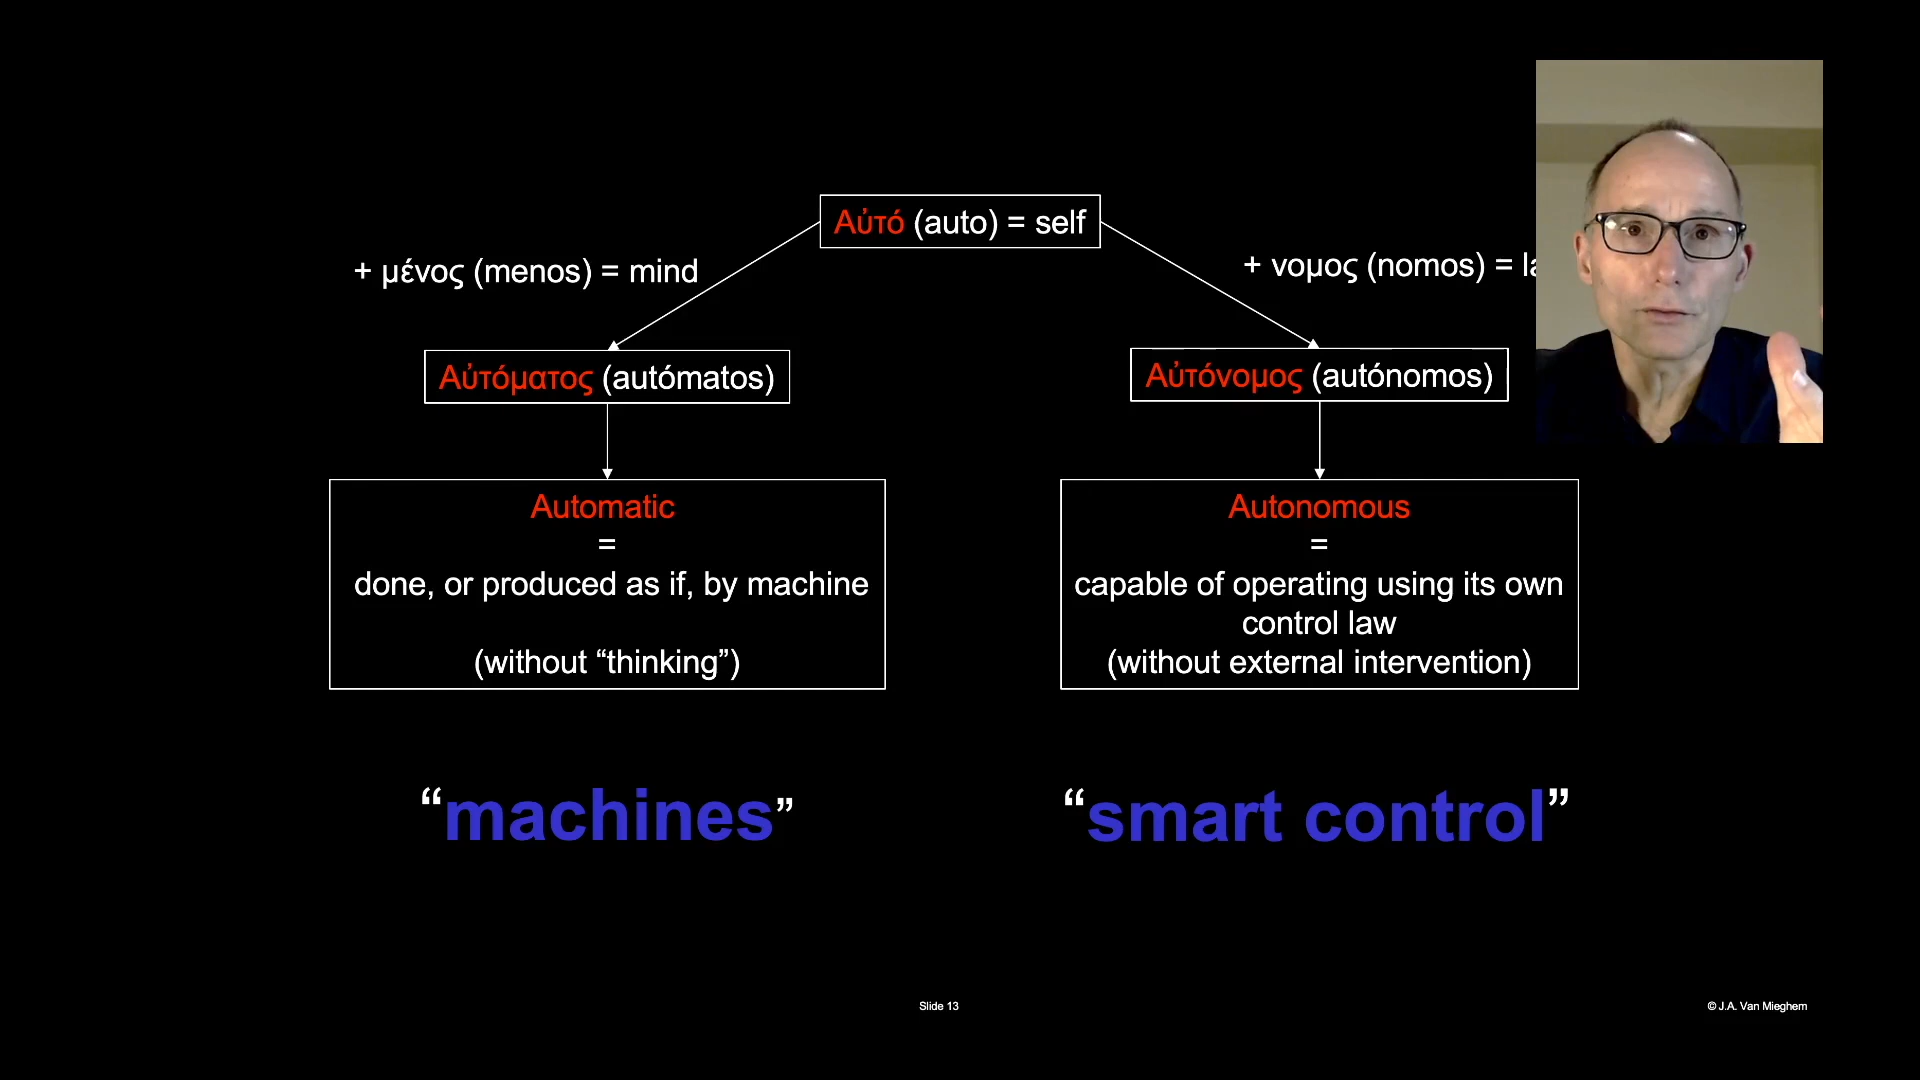 Αὐτό (auto) = self
+ μένος (menos) = mind
+ νομος (nomos) =
Αὐτόματος (autómatos)
Αὐτόνομος (autónomos)
Automatic
=
done, or produced as if, by machine
(without “thinking”)
Autonomous
=
capable of operating using its own
control law
(without external intervention)
“machines”
“smart control”
Slide 13
© J.A. Van Mieghem